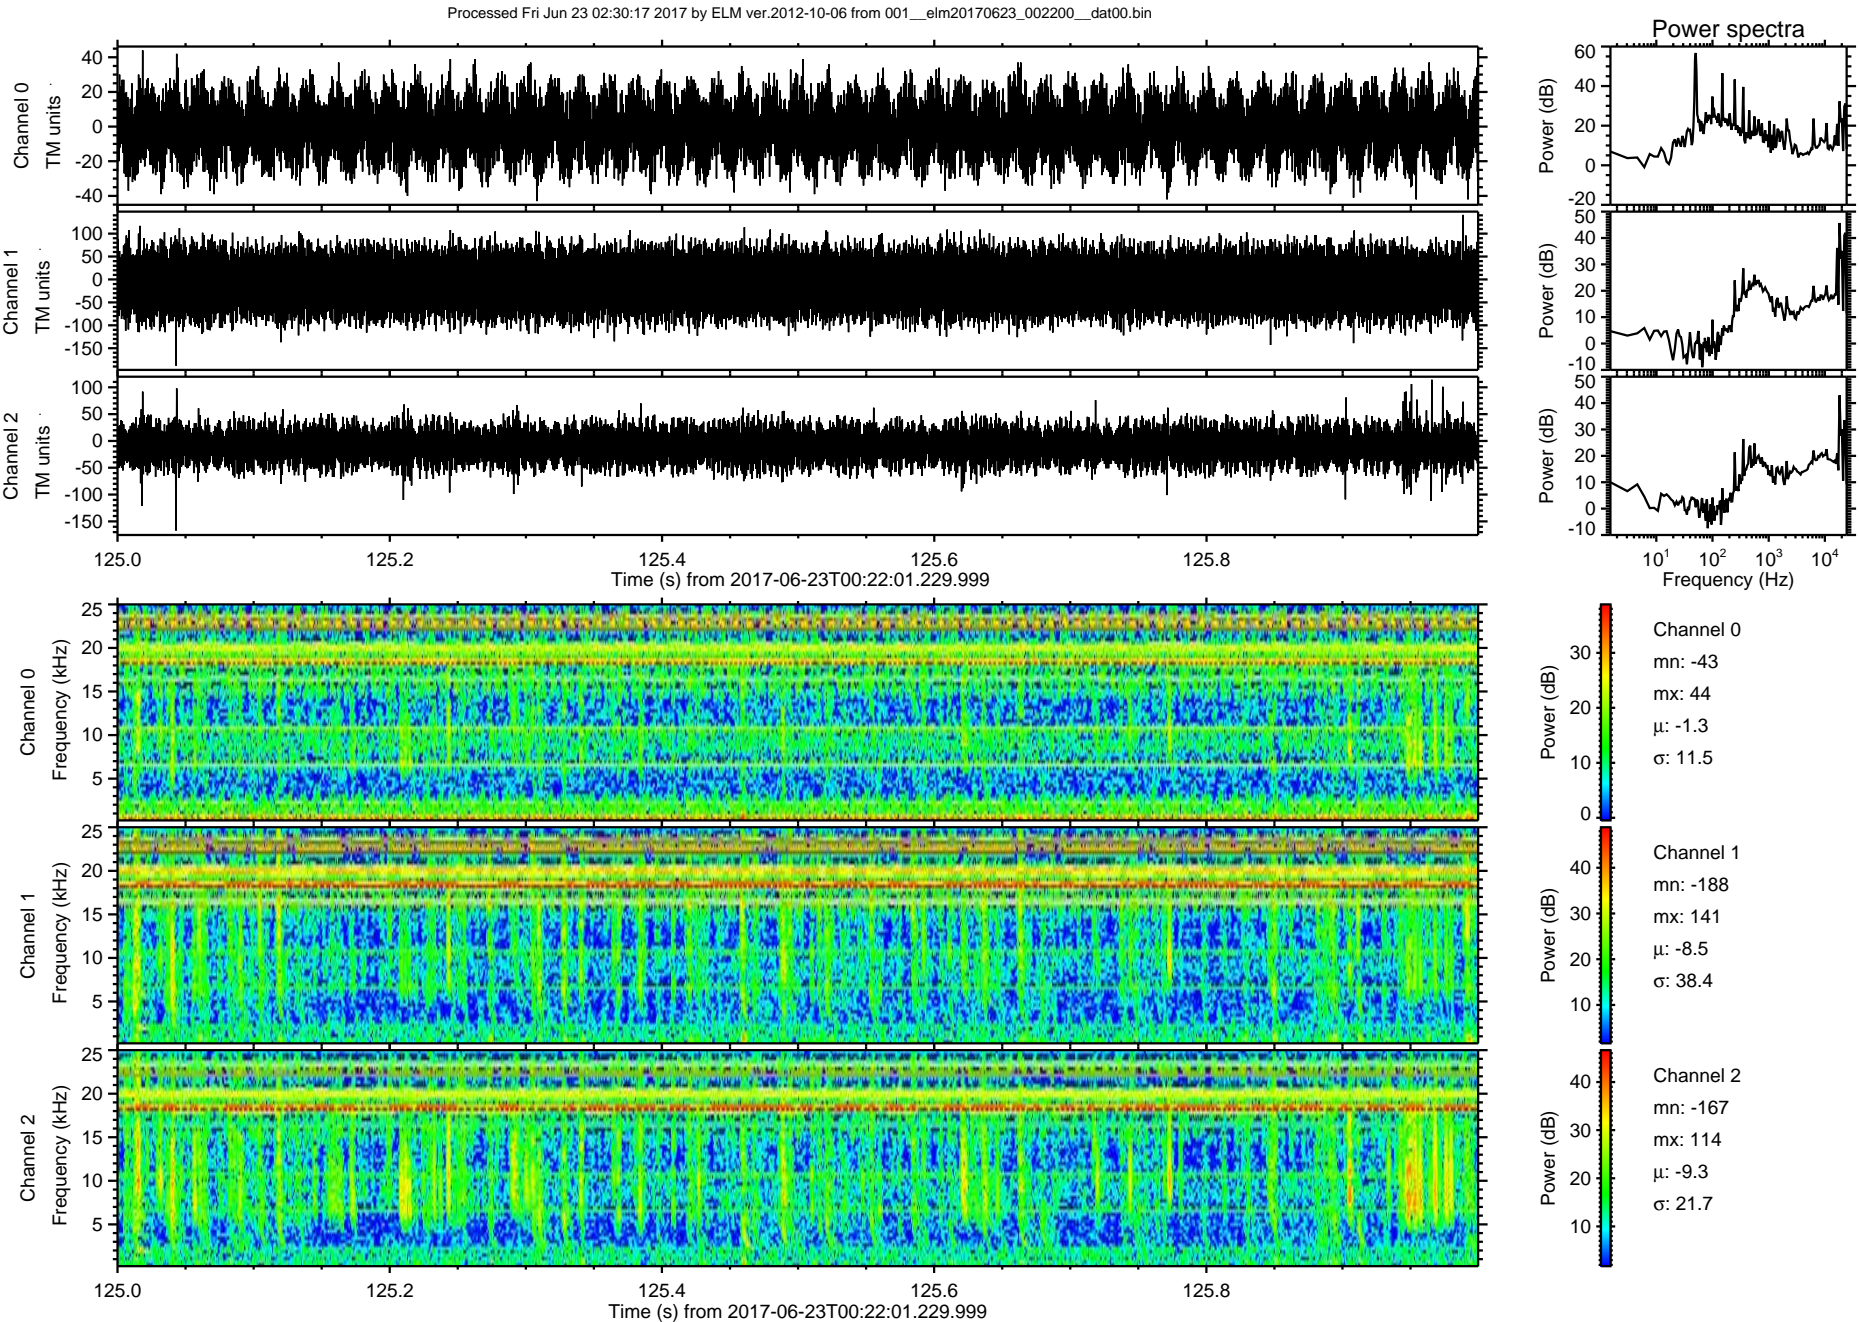 Processed Fri Jun 23 02:30:17 2017 by ELM ver.2012-10-06 from 001__elm20170623_002200__dat00.bin
Power spectra
Channel 0
TM units
40
20
0
-20
-40
Power (dB)
60
40
20
0
-20
Channel 1
TM units
100
50
0
-50
-100
-150
Power (dB)
50
40
30
20
10
0
-10
Channel 2
TM units
100
50
0
-50
-100
-150
Power (dB)
50
40
30
20
10
0
-10
125.0 125.2 125.4 125.6 125.8
Time (s) from 2017-06-23T00:22:01.229.999
10^1 10^2 10^3 10^4
Frequency (Hz)
Channel 0
Frequency (kHz)
25
20
15
10
5
Power (dB)
30
20
10
0
Channel 0
mn: -43
mx: 44
μ: -1.3
σ: 11.5
Channel 1
Frequency (kHz)
25
20
15
10
5
Power (dB)
40
30
20
10
Channel 1
mn: -188
mx: 141
μ: -8.5
σ: 38.4
Channel 2
Frequency (kHz)
25
20
15
10
5
Power (dB)
40
30
20
10
Channel 2
mn: -167
mx: 114
μ: -9.3
σ: 21.7
125.0 125.2 125.4 125.6 125.8
Time (s) from 2017-06-23T00:22:01.229.999